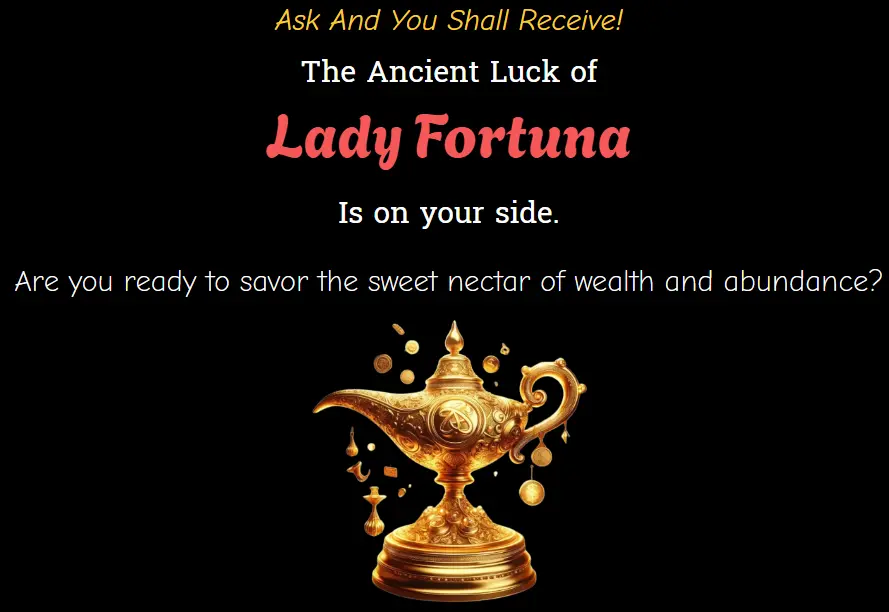 Ask And You Shall Receive!
The Ancient Luck of
Lady Fortuna
Is on your side.
Are you ready to savor the sweet nectar of wealth and abundance?